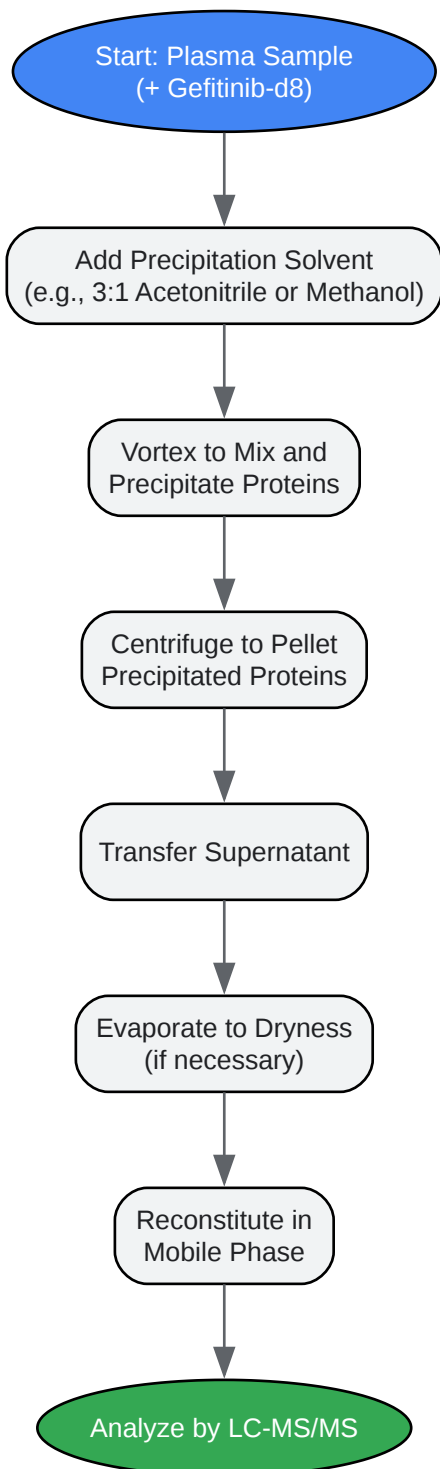 Start: Plasma Sample
(+ Gefitinib-d8)
Add Precipitation Solvent
(e.g., 3:1 Acetonitrile or Methanol)
Vortex to Mix and
Precipitate Proteins
Centrifuge to Pellet
Precipitated Proteins
Transfer Supernatant
Evaporate to Dryness
(if necessary)
Reconstitute in
Mobile Phase
Analyze by LC-MS/MS